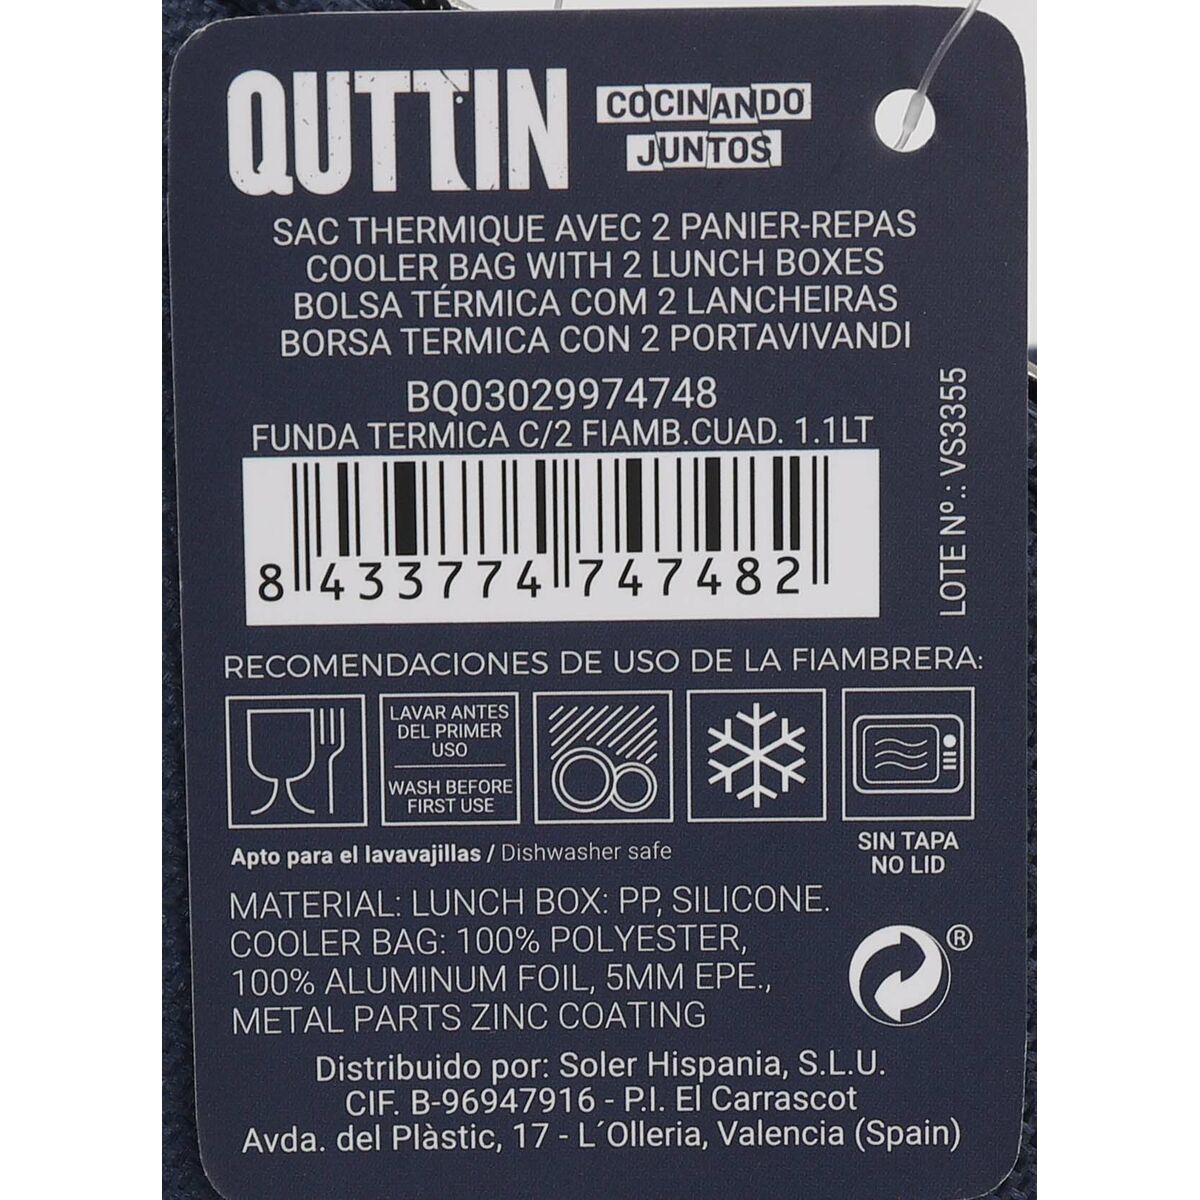 QUTTIN
COCINANDO
JUNTOS
SAC THERMIQUE AVEC 2 PANIER-REPAS
COOLER BAG WITH 2 LUNCH BOXES
BOLSA TÉRMICA COM 2 LANCHEIRAS
BORSA TERMICA CON 2 PORTAVIVANDI
BQ03029974748
FUNDA TERMICA C/2 FIAMB.CUAD. 1.1LT
8 433774 747482
LOTE Nº.: VS3355
RECOMENDACIONES DE USO DE LA FIAMBRERA:
LAVAR ANTES
DEL PRIMER
USO
WASH BEFORE
FIRST USE
Apto para el lavavajillas / Dishwasher safe
SIN TAPA
NO LID
MATERIAL: LUNCH BOX: PP, SILICONE.
COOLER BAG: 100% POLYESTER,
100% ALUMINUM FOIL, 5MM EPE.,
METAL PARTS ZINC COATING
®
Distribuido por: Soler Hispania, S.L.U.
CIF. B-96947916 - P.I. El Carrascot
Avda. del Plàstic, 17 - L´Olleria, Valencia (Spain)